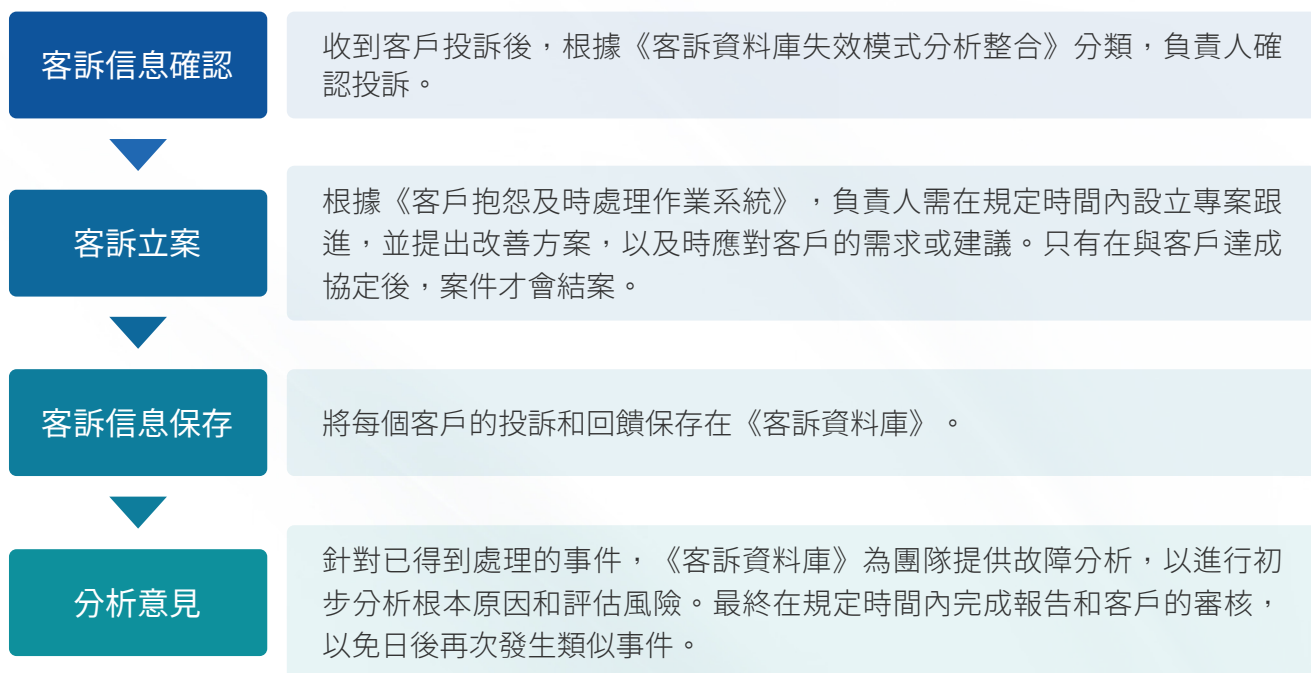 客訴信息確認
收到客戶投訴後，根據《客訴資料庫失效模式分析整合》分類，負責人確
認投訴。
客訴立案
根據《客戶抱怨及時處理作業系統》，負責人需在規定時間內設立專案跟
進，並提出改善方案，以及時應對客戶的需求或建議。只有在與客戶達成
協定後，案件才會結案。
客訴信息保存
將每個客戶的投訴和回饋保存在《客訴資料庫》。
分析意見
針對已得到處理的事件，《客訴資料庫》為團隊提供故障分析，以進行初
步分析根本原因和評估風險。最終在規定時間內完成報告和客戶的審核，
以免日後再次發生類似事件。